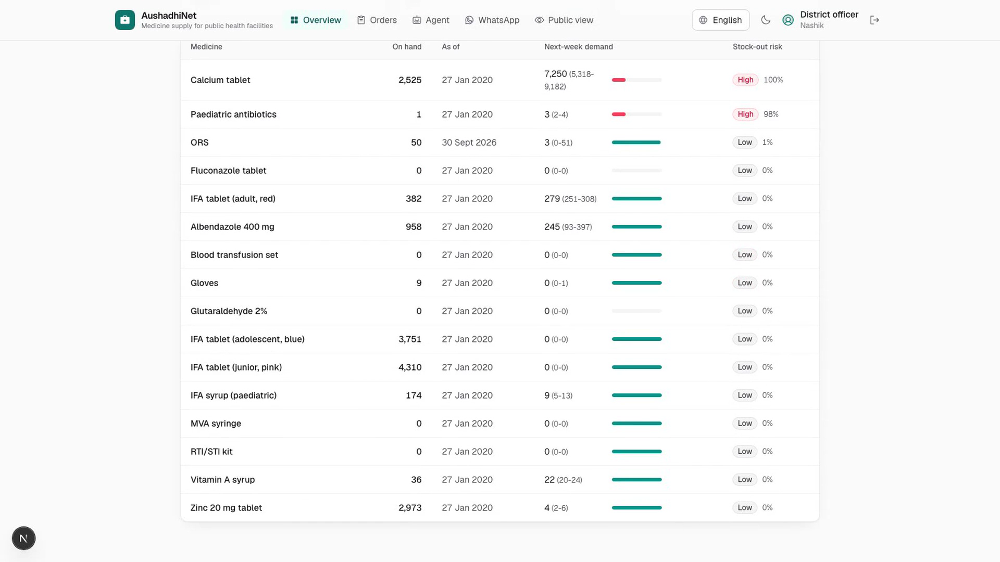 AushadhiNet
Medicine supply for public health facilities
Overview
Orders
Agent
WhatsApp
Public view
English
District officer
Nashik
Medicine On hand As of Next-week demand Stock-out risk
Calcium tablet 2,525 27 Jan 2020 7,250 (5,318-
9,182) High 100%
Paediatric antibiotics 1 27 Jan 2020 3 (2-4) High 98%
ORS 50 30 Sept 2026 3 (0-51) Low 1%
Fluconazole tablet 0 27 Jan 2020 0 (0-0) Low 0%
IFA tablet (adult, red) 382 27 Jan 2020 279 (251-308) Low 0%
Albendazole 400 mg 958 27 Jan 2020 245 (93-397) Low 0%
Blood transfusion set 0 27 Jan 2020 0 (0-0) Low 0%
Gloves 9 27 Jan 2020 0 (0-1) Low 0%
Glutaraldehyde 2% 0 27 Jan 2020 0 (0-0) Low 0%
IFA tablet (adolescent, blue) 3,751 27 Jan 2020 0 (0-0) Low 0%
IFA tablet (junior, pink) 4,310 27 Jan 2020 0 (0-0) Low 0%
IFA syrup (paediatric) 174 27 Jan 2020 9 (5-13) Low 0%
MVA syringe 0 27 Jan 2020 0 (0-0) Low 0%
RTI/STI kit 0 27 Jan 2020 0 (0-0) Low 0%
Vitamin A syrup 36 27 Jan 2020 22 (20-24) Low 0%
Zinc 20 mg tablet 2,973 27 Jan 2020 4 (2-6) Low 0%
N